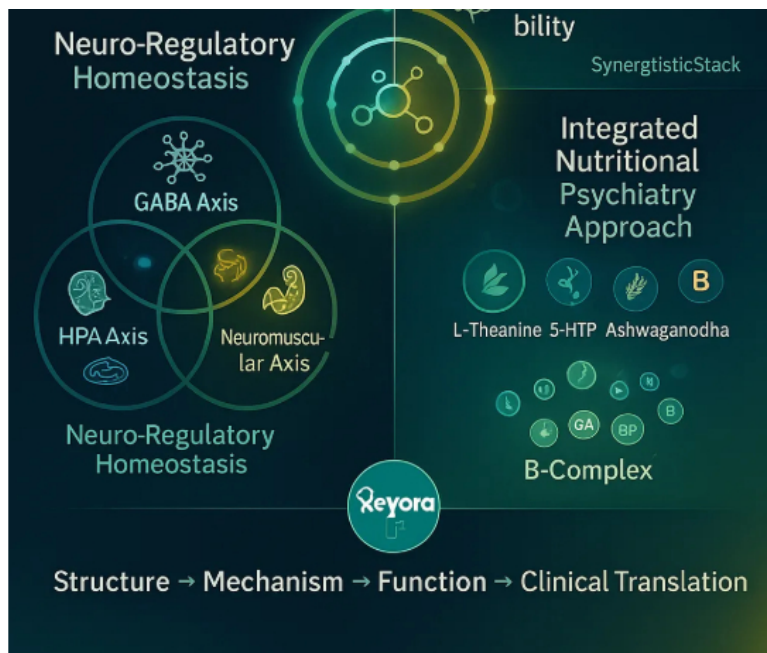 Neuro-Regulatory
Homeostasis
GABA Axis
HPA Axis
Neuromuscu-
lar Axis
Neuro-Regulatory
Homeostasis
bility
SynergtisticStack
Integrated
Nutritional
Psychiatry
Approach
B
L-Theanine 5-HTP Ashwaganodha
B
GA
BP
B-Complex
Reyora
Structure → Mechanism → Function → Clinical Translation